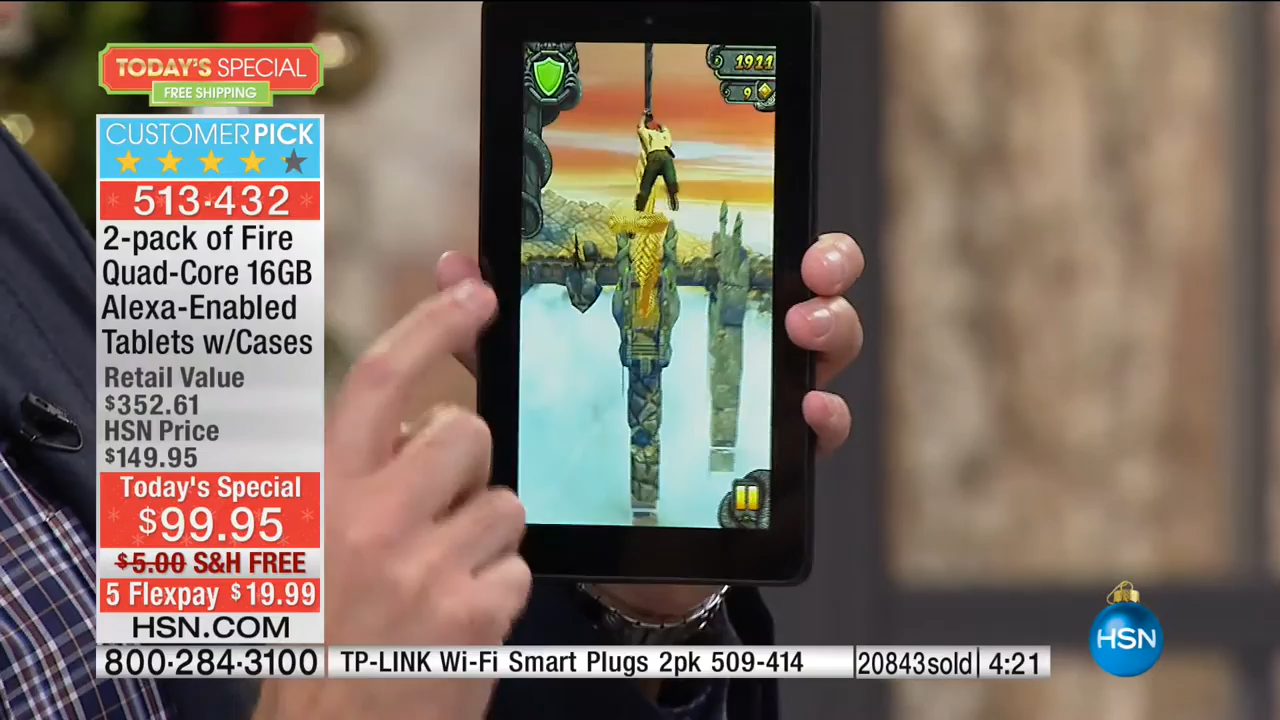 TODAY'S SPECIAL
FREE SHIPPING
CUSTOMER PICK
513-432
2-pack of Fire
Quad-Core 16GB
Alexa-Enabled
Tablets w/Cases
Retail Value
$352.61
HSN Price
$149.95
Today's Special
$99.95
$5.00 S&H FREE
5 Flexpay $19.99
HSN.COM
800·284·3100
TP-LINK Wi-Fi Smart Plugs 2pk 509-414
20843sold
4:21
1911
9
HSN